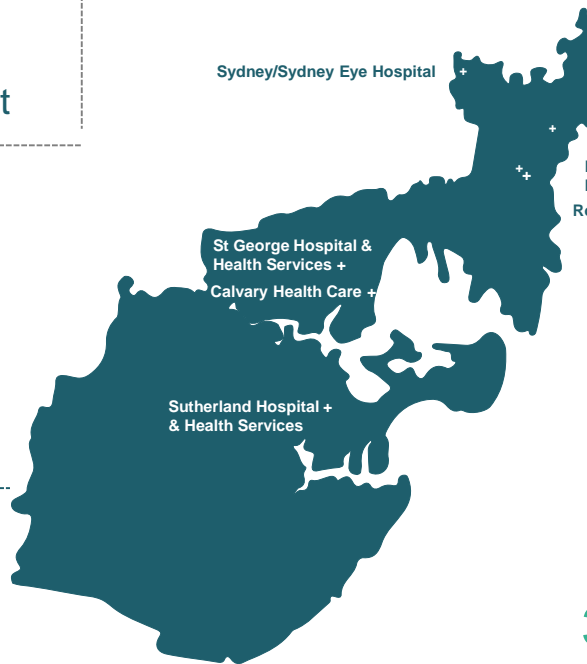 Sydney/Sydney Eye Hospital
St George Hospital &
Health Services +
Calvary Health Care +
Sutherland Hospital +
& Health Services